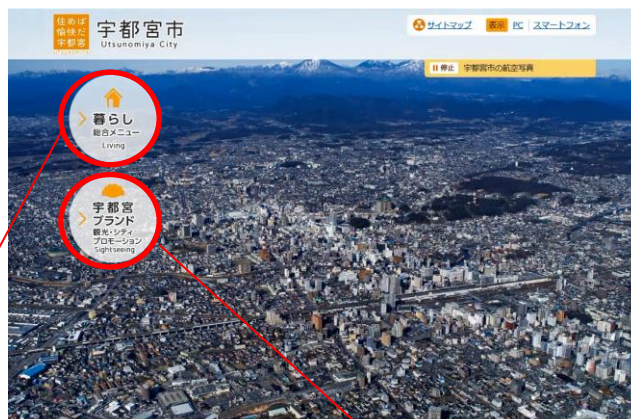 住めば
愉快だ
宇都宮
宇都宮市
Utsunomiya City
サイトマップ 表示 PC スマートフォン
停止 宇都宮市の航空写真
暮らし
総合メニュー
Living
宇都宮
ブランド
観光・シティ
プロモーション
Sightseeing